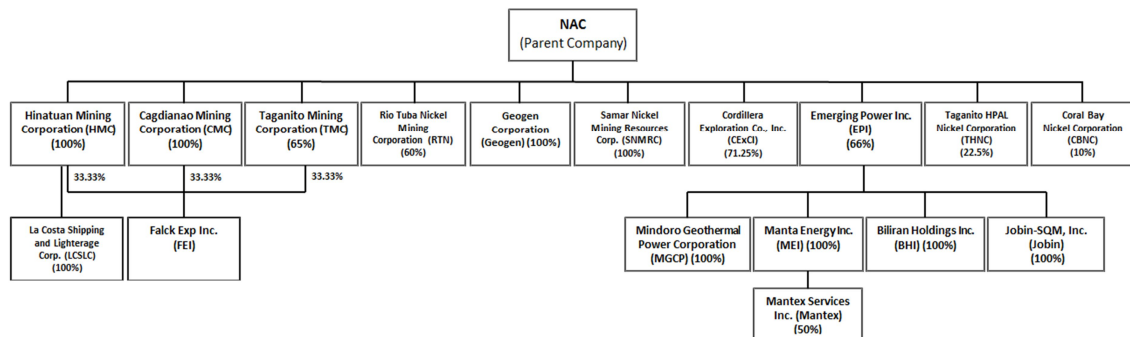 NAC
(Parent Company)
Hinatuan Mining
Corporation (HMC)
(100%)
Cagdianao Mining
Corporation (CMC)
(100%)
Taganito Mining
Corporation (TMC)
(65%)
Rio Tuba Nickel
Mining
Corporation (RTN)
(60%)
Geogen
Corporation
(Geogen) (100%)
Samar Nickel
Mining Resources
Corp. (SNMRC)
(100%)
Cordillera
Exploration Co., Inc.
(CExCI)
(71.25%)
Emerging Power Inc.
(EPI)
(66%)
Taganito HPAL
Nickel Corporation
(THNC)
(22.5%)
Coral Bay
Nickel Corporation
(CBNC)
(10%)
33.33%
33.33%
33.33%
La Costa Shipping
and Lighterage
Corp. (LCSLC)
(100%)
Falck Exp Inc.
(FEI)
Mindoro Geothermal
Power Corporation
(MGCP) (100%)
Manta Energy Inc.
(MEI) (100%)
Biliran Holdings Inc.
(BHI) (100%)
Jobin-SQM, Inc.
(Jobin)
(100%)
Mantex Services
Inc. (Mantex)
(50%)